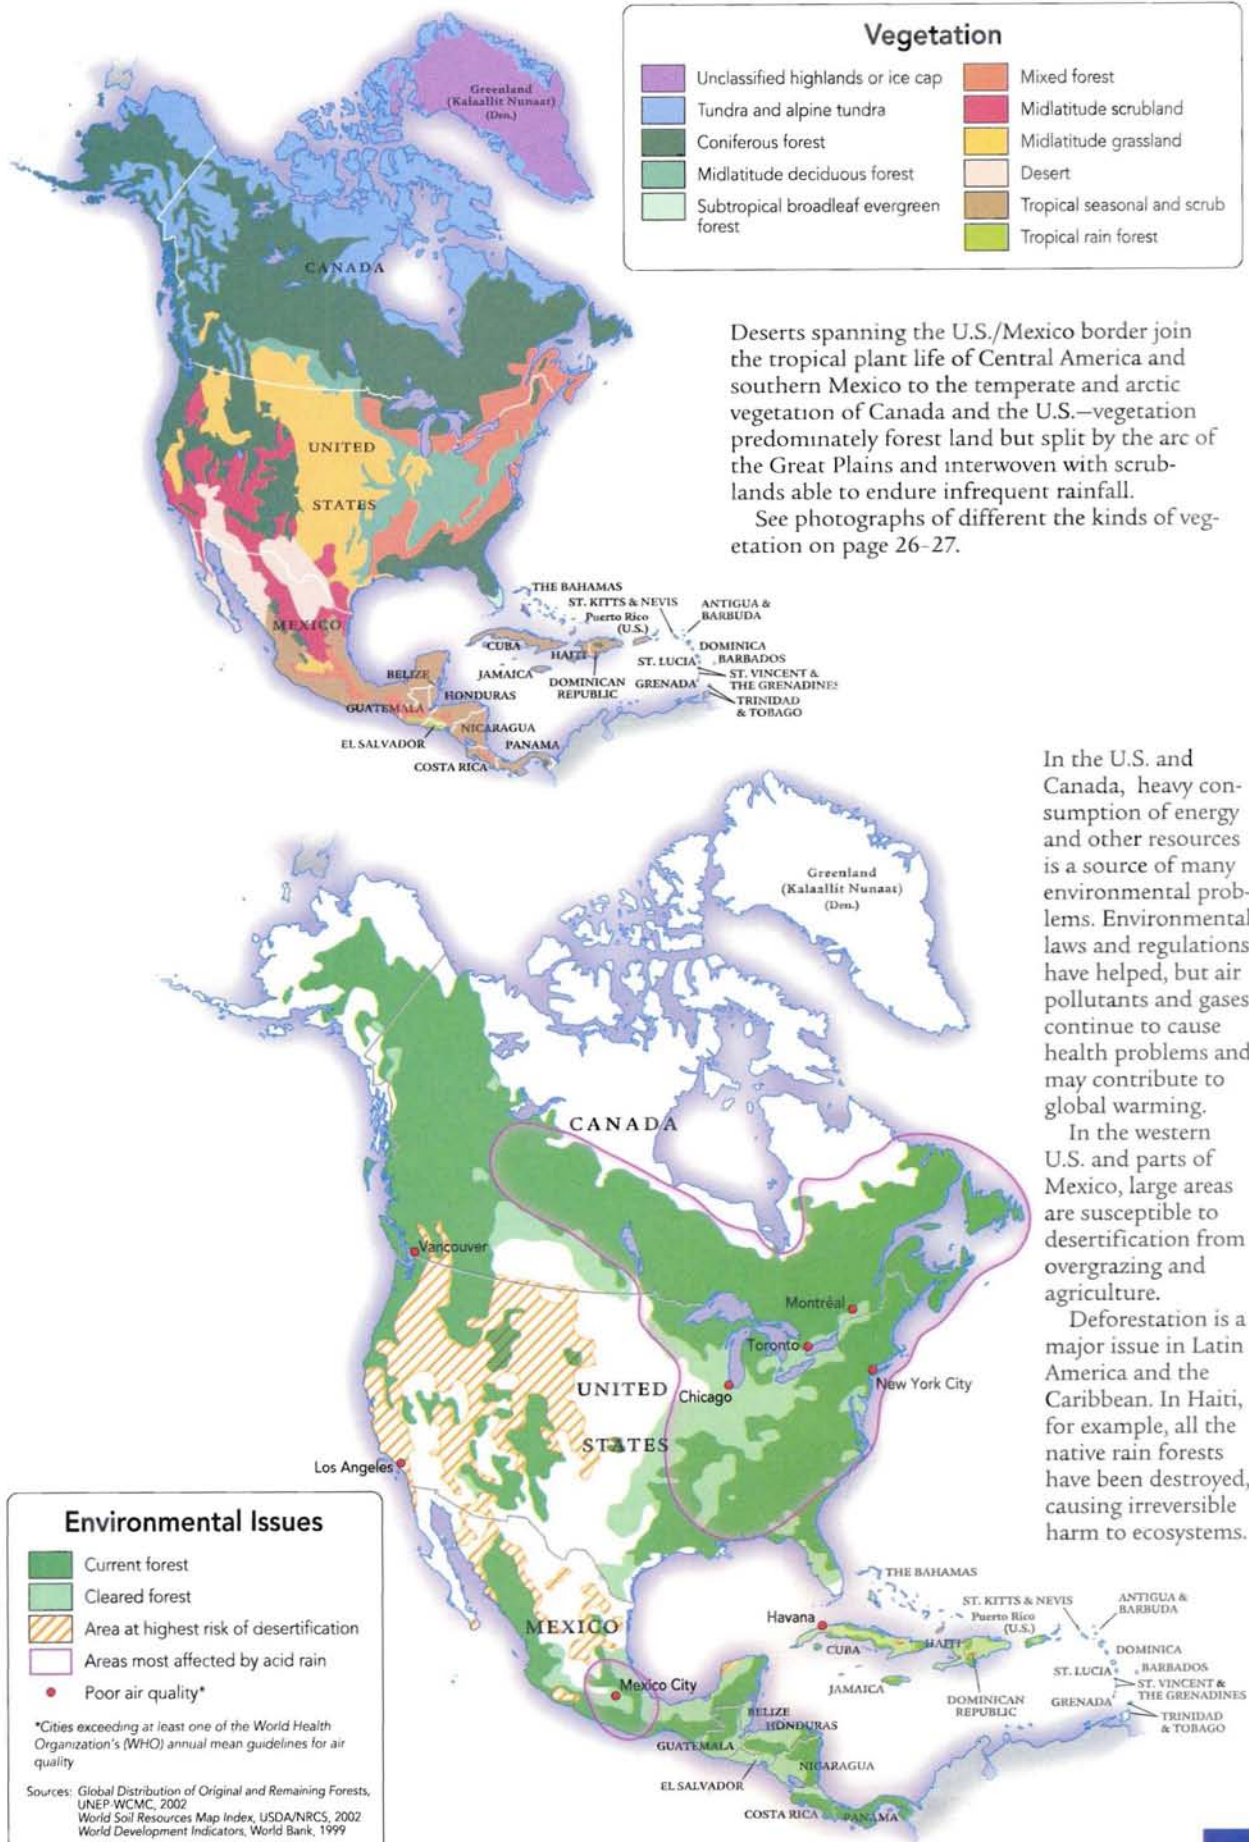 Vegetation
Unclassified highlands or ice cap
Tundra and alpine tundra
Coniferous forest
Midlatitude deciduous forest
Subtropical broadleaf evergreen
forest
Mixed forest
Midlatitude scrubland
Midlatitude grassland
Desert
Tropical seasonal and scrub
Tropical rain forest
Greenland
(Kalaallit Nunaat)
(Den.)
CANADA
UNITED
STATES
MEXICO
THE BAHAMAS
ST. KITTS & NEVIS
Puerto Rico
(U.S.)
ANTIGUA &
BARBUDA
CUBA
HAITI
DOMINICA
BARBADOS
ST. LUCIA
BELIZE
JAMAICA
DOMINICAN
REPUBLIC
GRENADA
ST. VINCENT &
THE GRENADINES
HONDURAS
TRINIDAD
& TOBAGO
GUATEMALA
NICARAGUA
EL SALVADOR
PANAMA
COSTA RICA
Deserts spanning the U.S./Mexico border join
the tropical plant life of Central America and
southern Mexico to the temperate and arctic
vegetation of Canada and the U.S.—vegetation
predominately forest land but split by the arc of
the Great Plains and interwoven with scrub-
lands able to endure infrequent rainfall.
See photographs of different the kinds of veg-
etation on page 26-27.
In the U.S. and
Canada, heavy con-
sumption of energy
and other resources
is a source of many
environmental prob-
lems. Environmental
laws and regulations
have helped, but air
pollutants and gases
continue to cause
health problems and
may contribute to
global warming.
In the western
U.S. and parts of
Mexico, large areas
are susceptible to
desertification from
overgrazing and
agriculture.
Deforestation is a
major issue in Latin
America and the
Caribbean. In Haiti,
for example, all the
native rain forests
have been destroyed,
causing irreversible
harm to ecosystems.
Greenland
(Kalaallit Nunaat)
(Den.)
CANADA
Vancouver
Montréal
Toronto
New York City
Chicago
UNITED
STATES
Los Angeles
MEXICO
Mexico City
Havana
THE BAHAMAS
ST. KITTS & NEVIS
Puerto Rico
(U.S.)
ANTIGUA &
BARBUDA
CUBA
HAITI
DOMINICA
ST. LUCIA
BARBADOS
JAMAICA
DOMINICAN
REPUBLIC
ST. VINCENT &
THE GRENADINES
GRENADA
TRINIDAD
& TOBAGO
BELIZE
HONDURAS
GUATEMALA
NICARAGUA
EL SALVADOR
COSTA RICA
PANAMA
Environmental Issues
Current forest
Cleared forest
Area at highest risk of desertification
Areas most affected by acid rain
Poor air quality*
*Cities exceeding at least one of the World Health
Organization's (WHO) annual mean guidelines for air
quality
Sources: Global Distribution of Original and Remaining Forests,
UNEP-WCMC, 2002
World Soil Resources Map Index, USDA/NRCS, 2002
World Development Indicators, World Bank, 1999